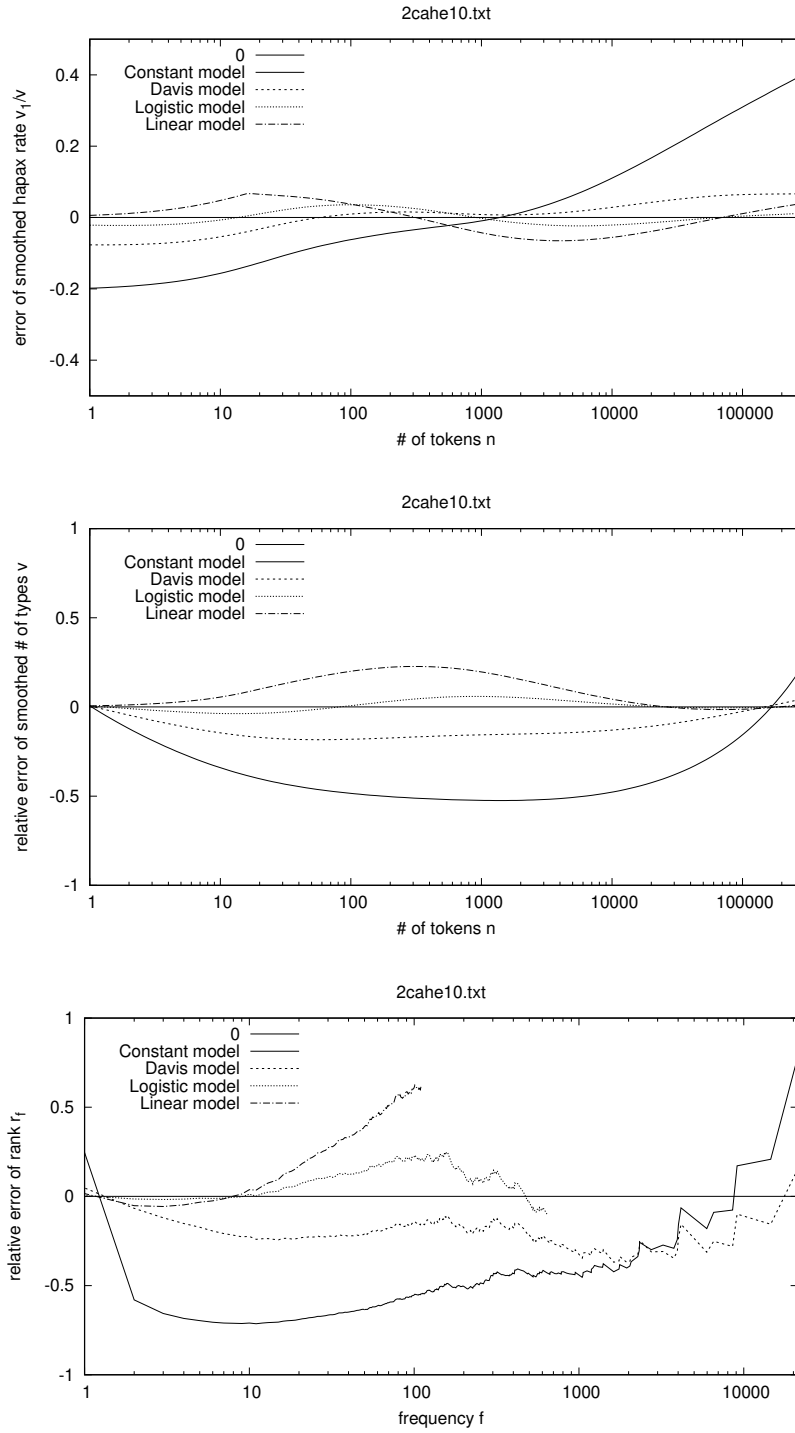 2cahe10.txt
error of smoothed hapax rate v1/v
0.4
0.2
0
-0.2
-0.4
0
Constant model
Davis model
Logistic model
Linear model
1 10 100 1000 10000 100000
# of tokens n
2cahe10.txt
relative error of smoothed # of types v
1
0.5
0
-0.5
-1
0
Constant model
Davis model
Logistic model
Linear model
1 10 100 1000 10000 100000
# of tokens n
2cahe10.txt
relative error of rank rf
1
0.5
0
-0.5
-1
0
Constant model
Davis model
Logistic model
Linear model
1 10 100 1000 10000
frequency f